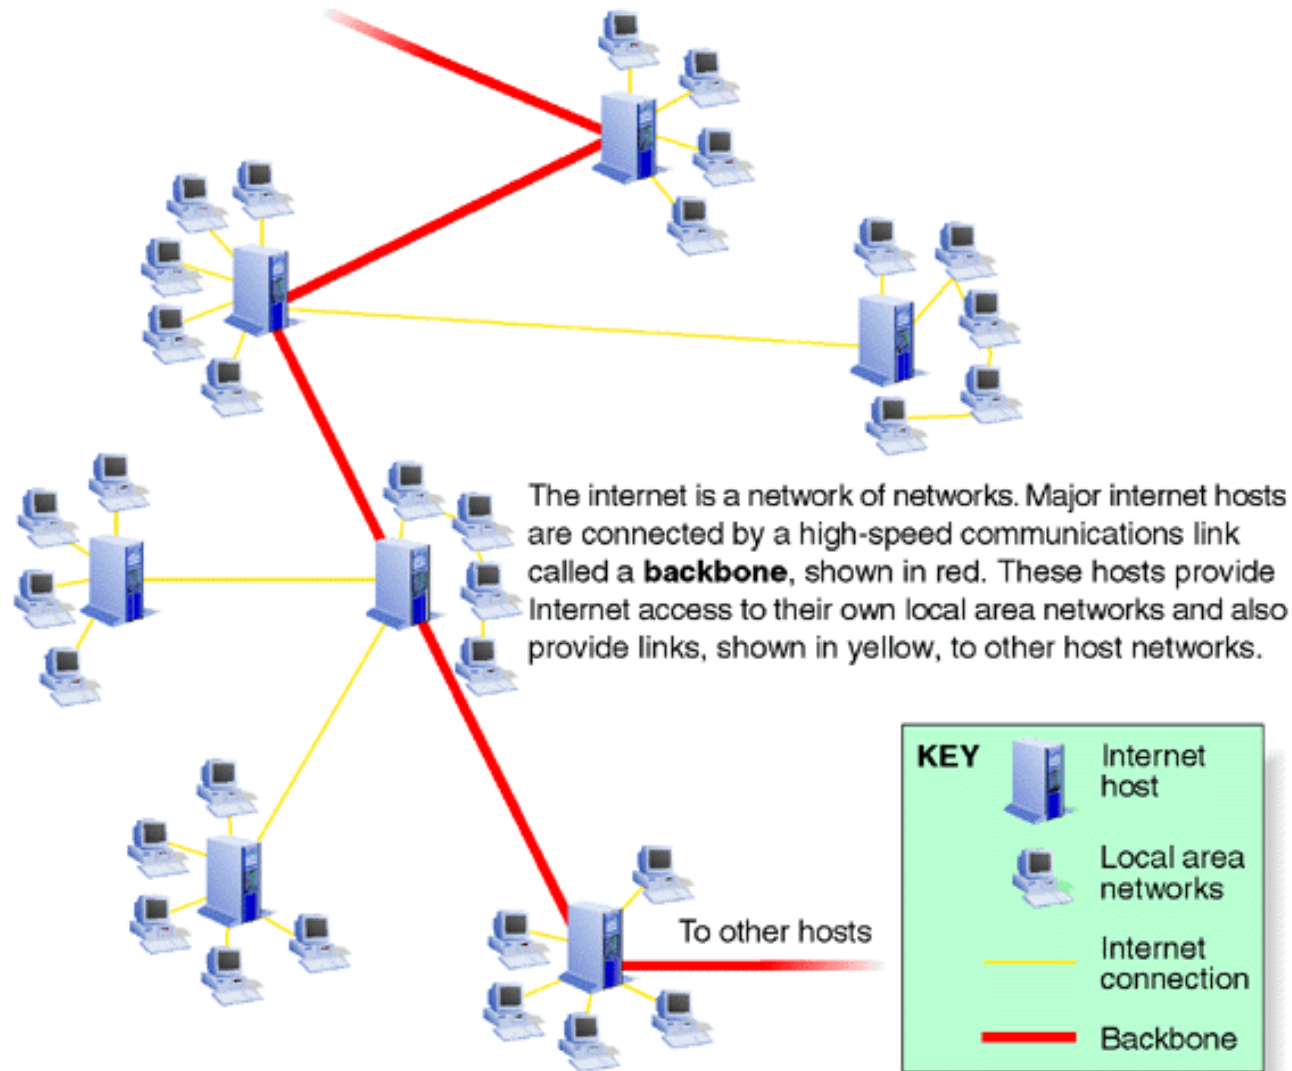 The internet is a network of networks. Major internet hosts
are connected by a high-speed communications link
called a backbone, shown in red. These hosts provide
Internet access to their own local area networks and also
provide links, shown in yellow, to other host networks.
To other hosts
KEY
Internet
host
Local area
networks
Internet
connection
Backbone